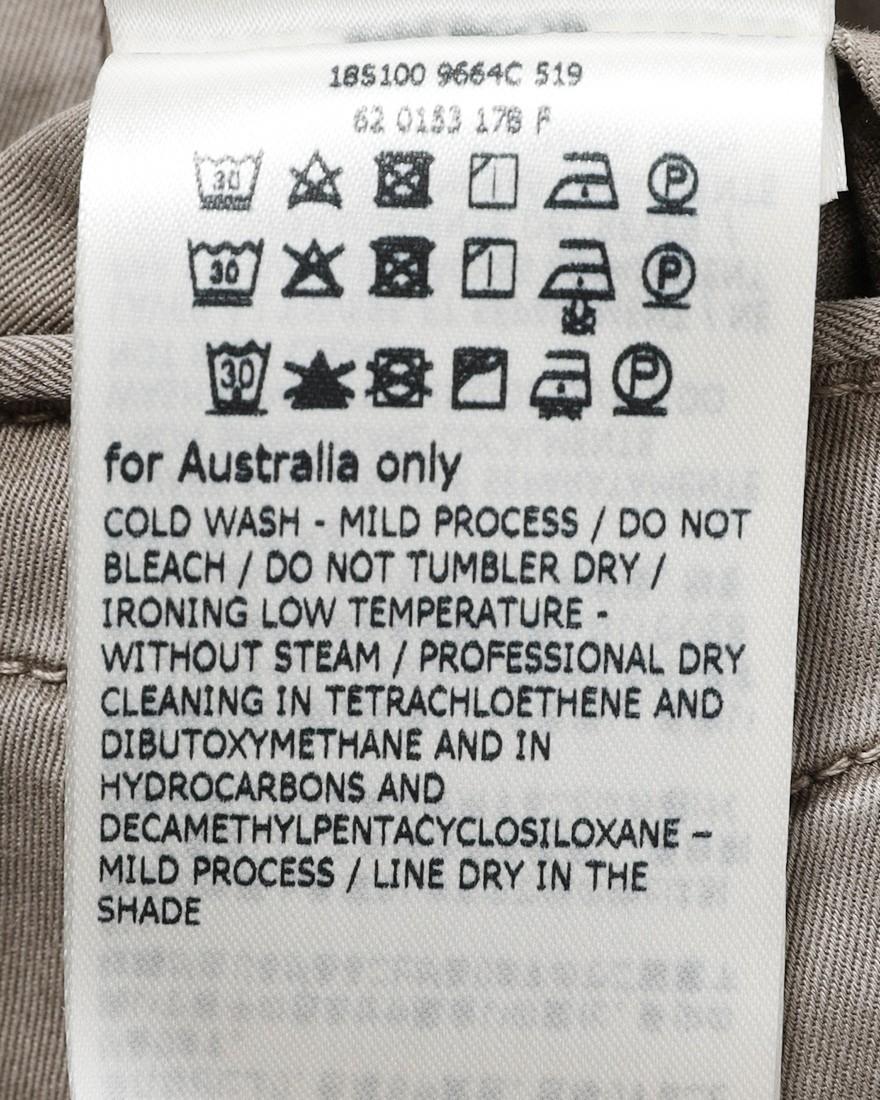 18S100 9664C 519
62 0153 178 F
30 P
30 P
30 P
for Australia only
COLD WASH - MILD PROCESS / DO NOT
BLEACH / DO NOT TUMBLER DRY /
IRONING LOW TEMPERATURE -
WITHOUT STEAM / PROFESSIONAL DRY
CLEANING IN TETRACHLOETHENE AND
DIBUTOXYMETHANE AND IN
HYDROCARBONS AND
DECAMETHYLPENTACYCLOSILOXANE –
MILD PROCESS / LINE DRY IN THE
SHADE